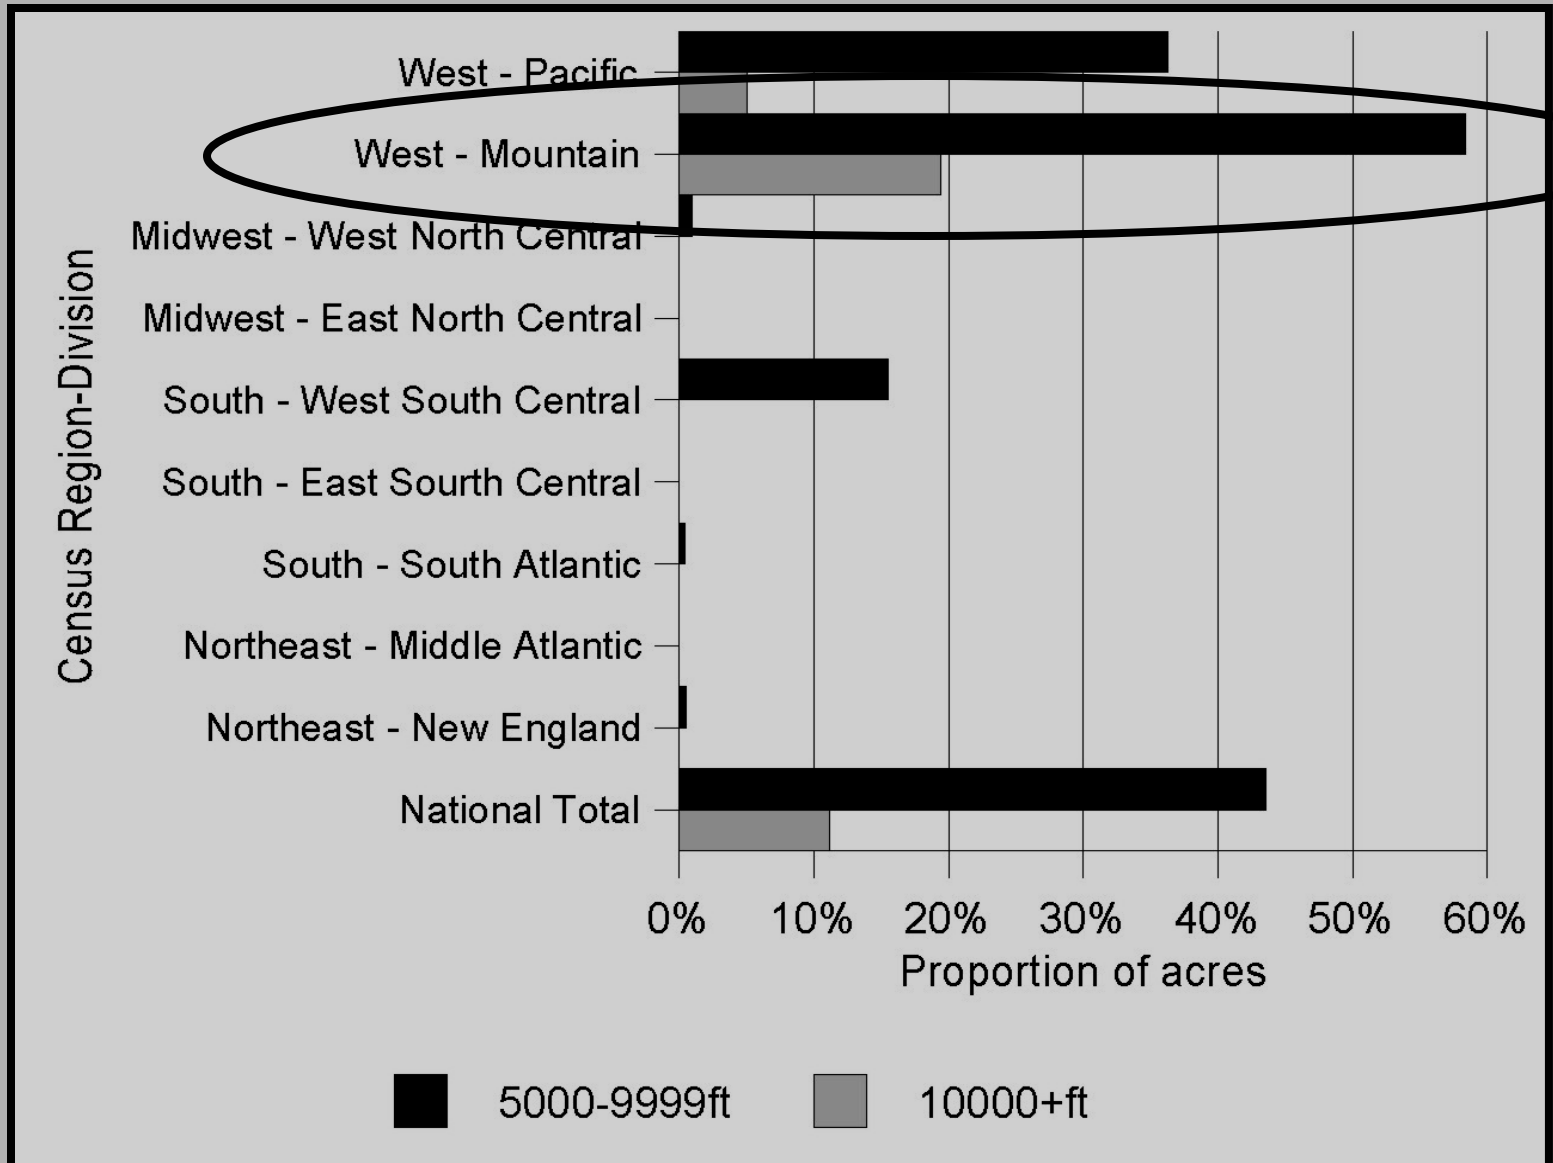 West - Pacific
West - Mountain
Midwest - West North Central
Midwest - East North Central
South - West South Central
South - East Sourth Central
South - South Atlantic
Northeast - Middle Atlantic
Northeast - New England
National Total
Census Region-Division
0% 10% 20% 30% 40% 50% 60%
Proportion of acres
5000-9999ft 10000+ft